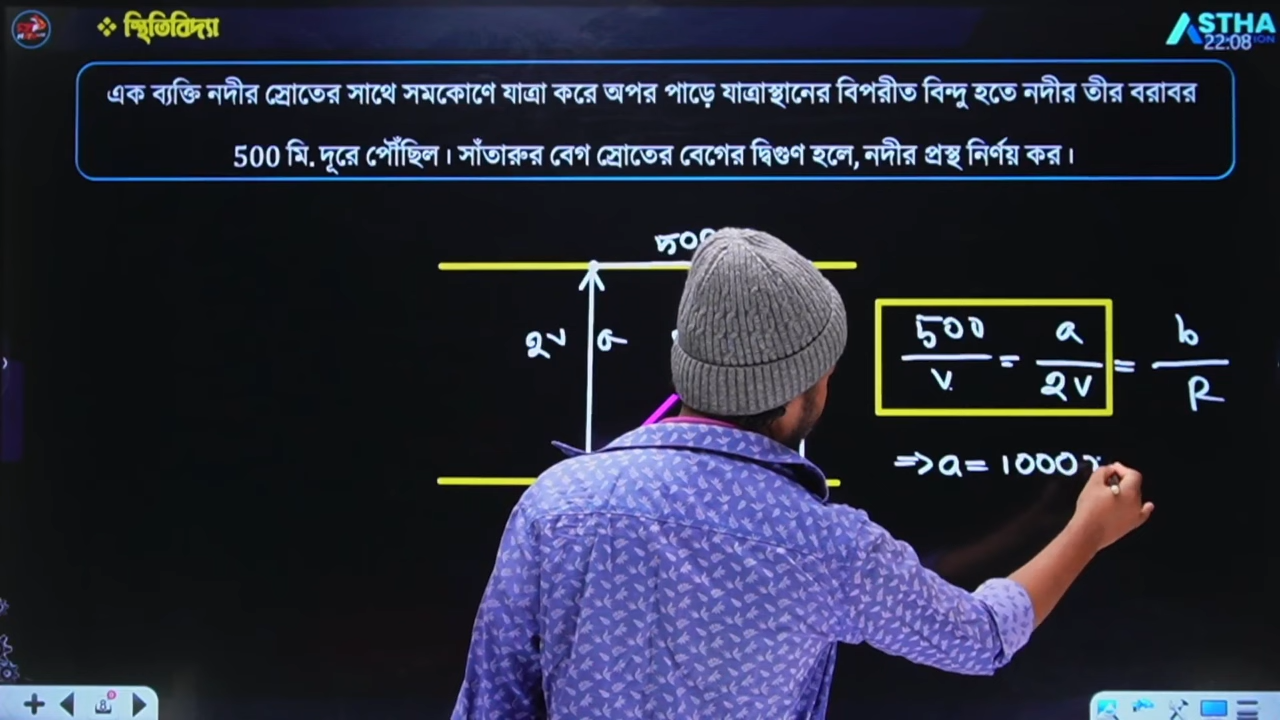 ❖ স্থিতিবিদ্যা
ASTHA
22:08
এক ব্যক্তি নদীর স্রোতের সাথে সমকোণে যাত্রা করে অপর পাড়ে যাত্রাস্থানের বিপরীত বিন্দু হতে নদীর তীর বরাবর
500 মি. দূরে পৌঁছিল। সাঁতারুর বেগ স্রোতের বেগের দ্বিগুণ হলে, নদীর প্রস্থ নির্ণয় কর।
500
2v a
500/v = a/2v = b/R
⇒ a = 1000